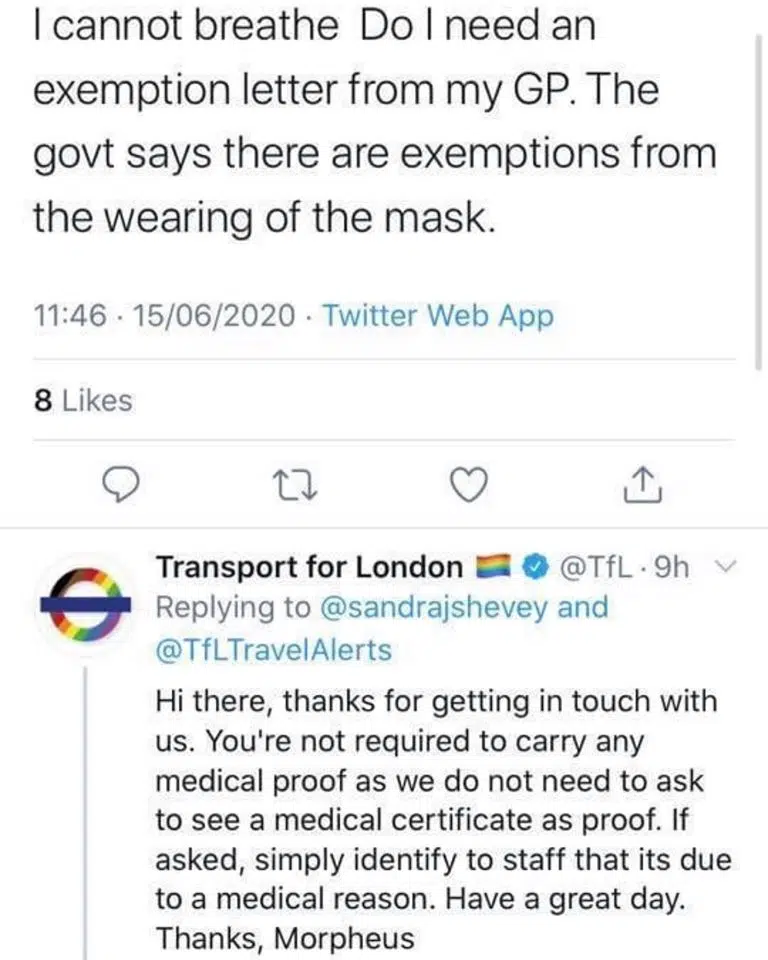 I cannot breathe  Do I need an
exemption letter from my GP. The
govt says there are exemptions from
the wearing of the mask.
11:46 · 15/06/2020 · Twitter Web App
8 Likes
Transport for London 🏳️‍🌈 @TfL · 9h
Replying to @sandrajshevey and
@TfLTravelAlerts
Hi there, thanks for getting in touch with
us. You're not required to carry any
medical proof as we do not need to ask
to see a medical certificate as proof. If
asked, simply identify to staff that its due
to a medical reason. Have a great day.
Thanks, Morpheus